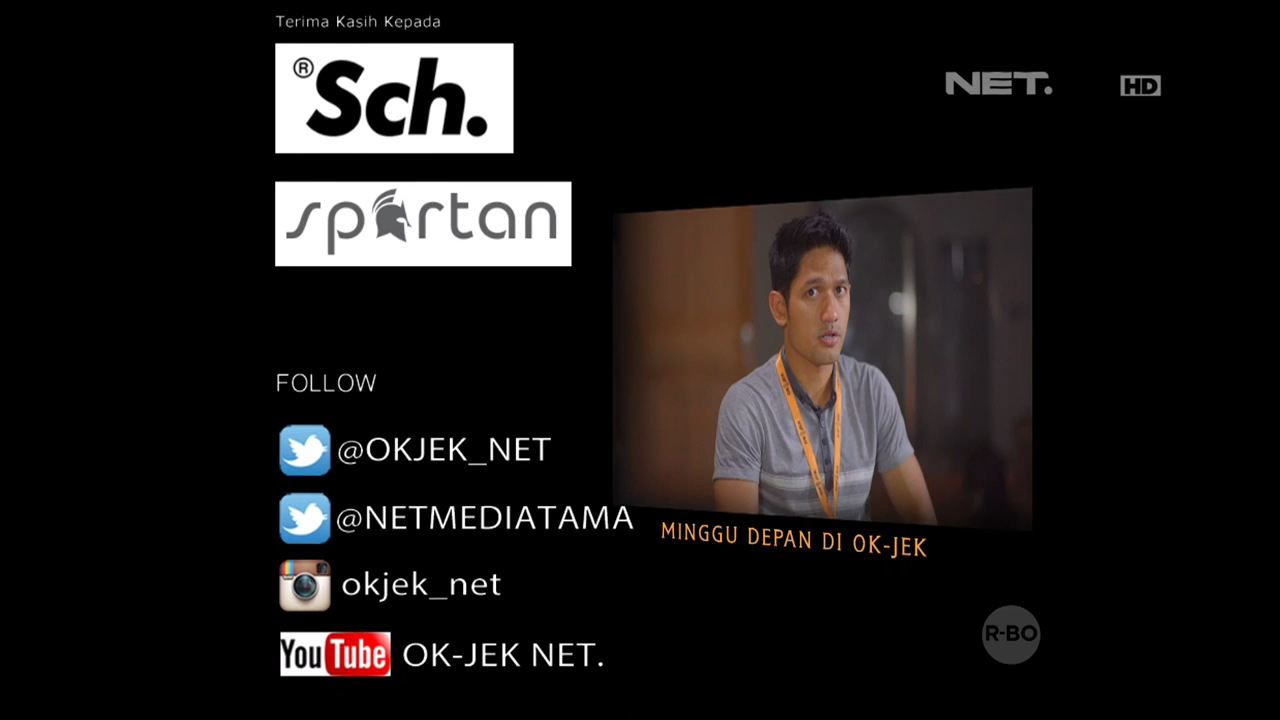 Terima Kasih Kepada
®Sch.
spartan
NET.
HD
FOLLOW
@OKJEK_NET
@NETMEDIATAMA
okjek_net
YouTube OK-JEK NET.
MINGGU DEPAN DI OK-JEK
R-BO